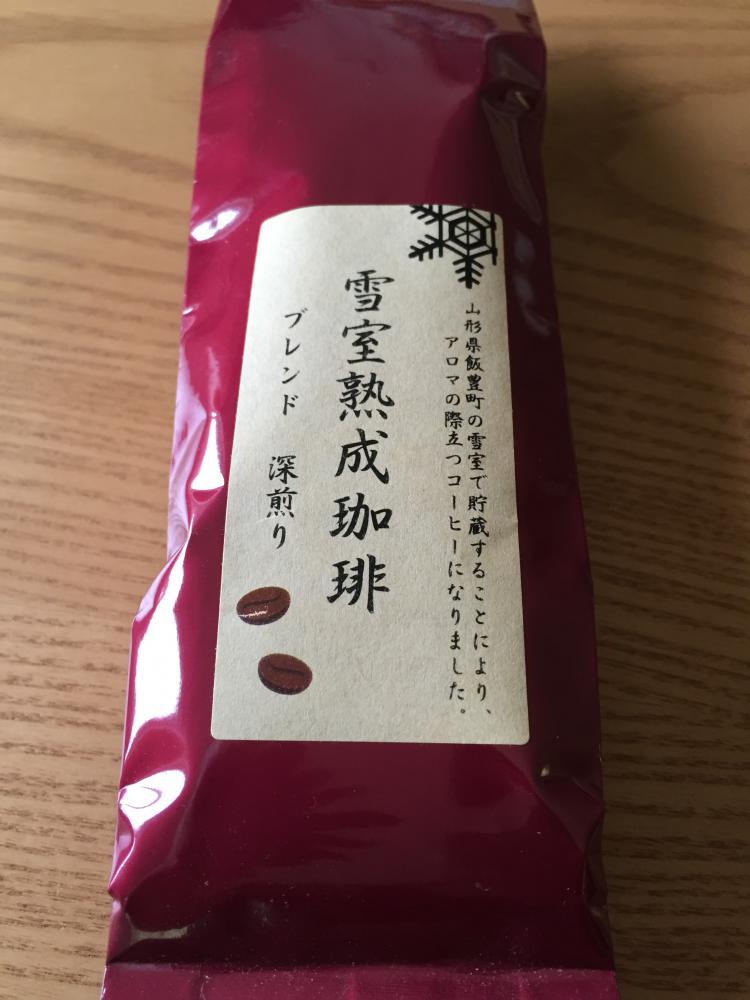 山形県飯豊町の雪室で貯蔵することにより、
アロマの際立つコーヒーになりました。
雪室熟成珈琲
ブレンド 深煎り